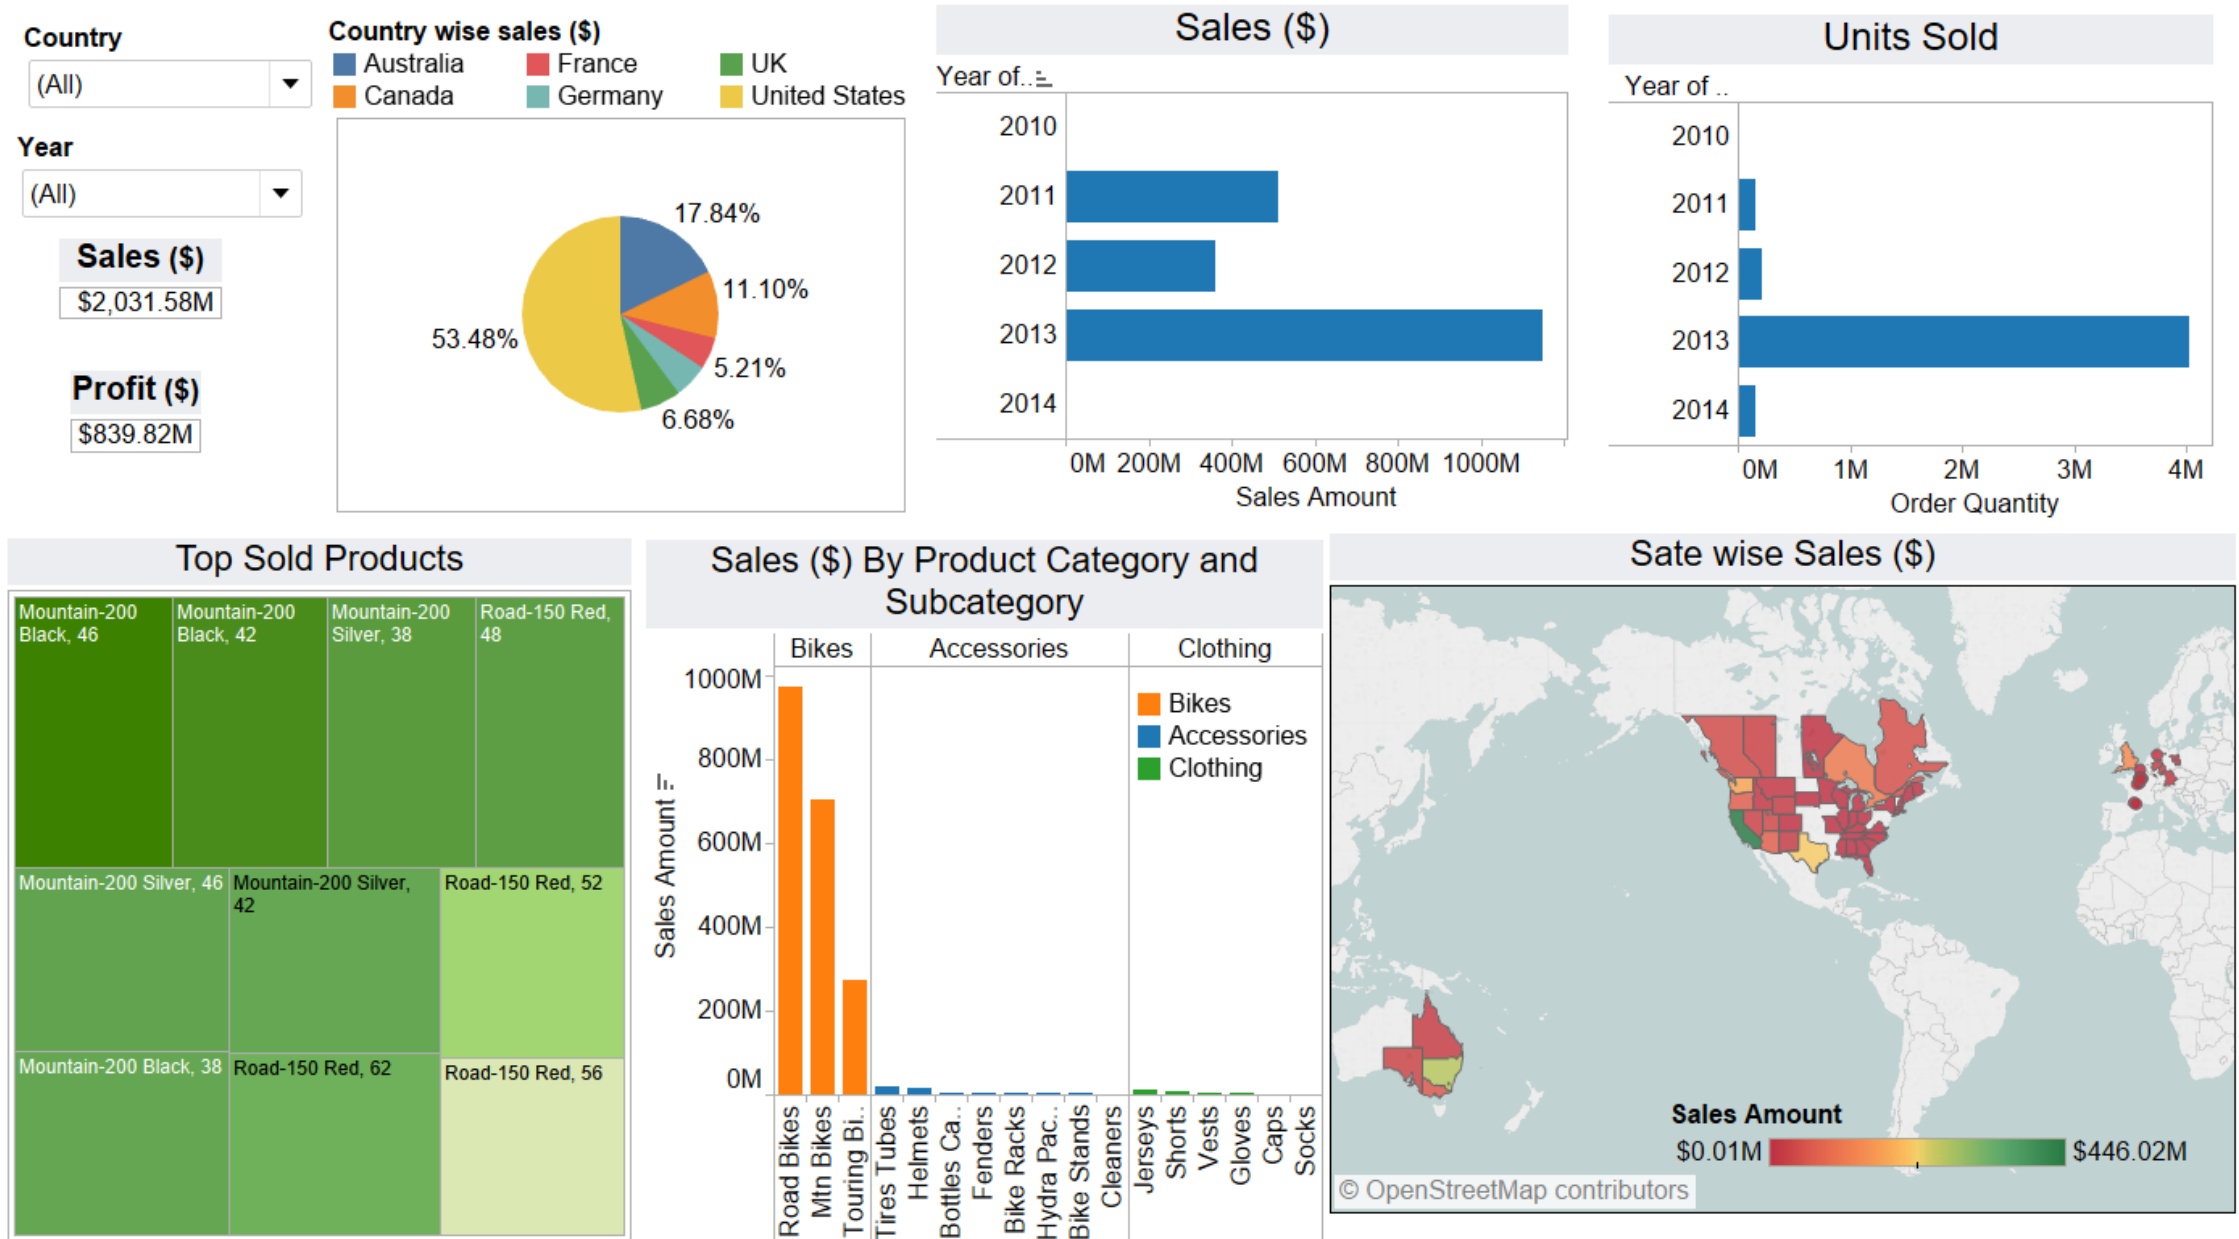 Country
(All)
Year
(All)
Sales ($)
$2,031.58M
Profit ($)
$839.82M
Country wise sales ($)
Australia
France
UK
Canada
Germany
United States
17.84%
11.10%
53.48%
5.21%
6.68%
Sales ($)
Year of..
2010
2011
2012
2013
2014
0M 200M 400M 600M 800M 1000M
Sales Amount
Units Sold
Year of ..
2010
2011
2012
2013
2014
0M 1M 2M 3M 4M
Order Quantity
Top Sold Products
Mountain-200
Black, 46
Mountain-200
Black, 42
Mountain-200
Silver, 38
Road-150 Red,
48
Mountain-200 Silver, 46
Mountain-200 Silver,
42
Road-150 Red, 52
Mountain-200 Black, 38
Road-150 Red, 62
Road-150 Red, 56
Sales ($) By Product Category and
Subcategory
Bikes
Accessories
Clothing
Bikes
Accessories
Clothing
Sales Amount
1000M
800M
600M
400M
200M
0M
Road Bikes
Mtn Bikes
Touring Bi..
Tires Tubes
Helmets
Bottles Ca..
Fenders
Bike Racks
Hydra Pac..
Bike Stands
Cleaners
Jerseys
Shorts
Vests
Gloves
Caps
Socks
Sate wise Sales ($)
Sales Amount
$0.01M
$446.02M
© OpenStreetMap contributors